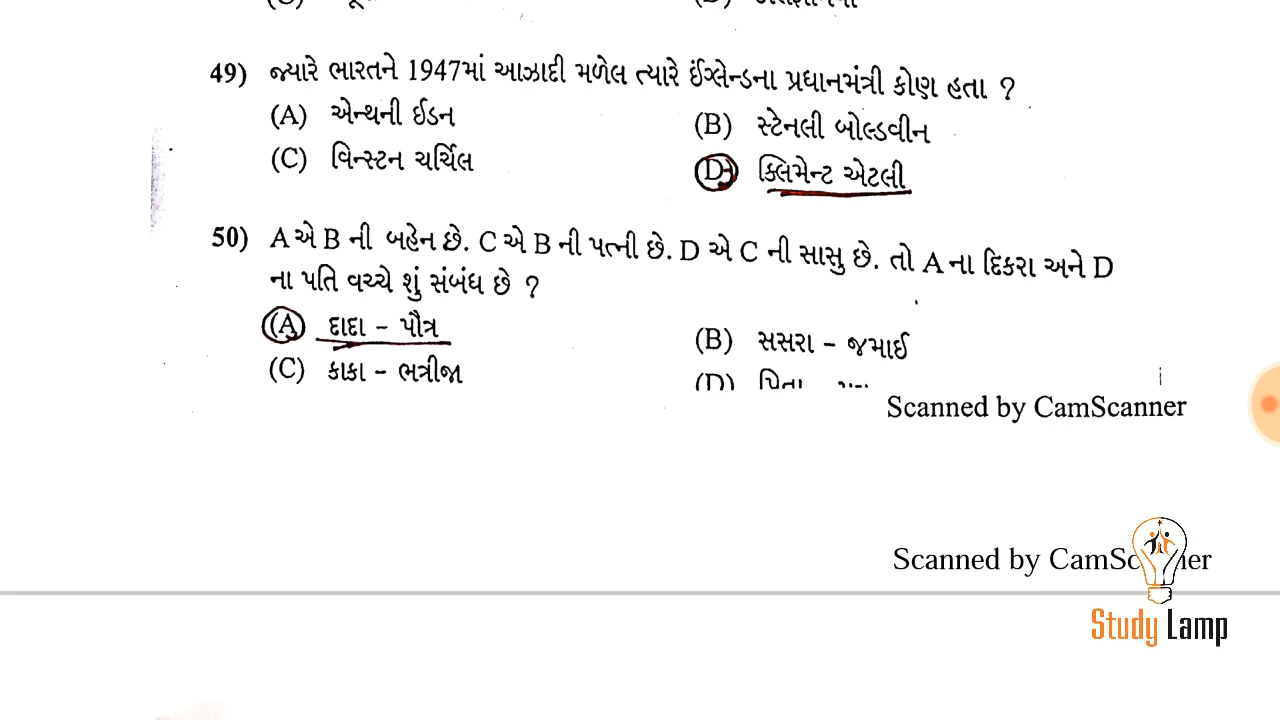 49) જ્યારે ભારતને 1947માં આઝાદી મળેલ ત્યારે ઈંગ્લેન્ડના પ્રધાનમંત્રી કોણ હતા ?
(A) એન્થની ઈડન (B) સ્ટેનલી બોલ્ડવીન
(C) વિન્સ્ટન ચર્ચિલ (D) ક્લિમેન્ટ એટલી
50) A એ B ની બહેન છે. C એ B ની પત્ની છે. D એ C ની સાસુ છે. તો A ના દિકરા અને D
ના પતિ વચ્ચે શું સંબંધ છે ?
(A) દાદા – પૌત્ર (B) સસરા – જમાઈ
(C) કાકા – ભત્રીજા (D)
Scanned by CamScanner
Scanned by
Study Lamp